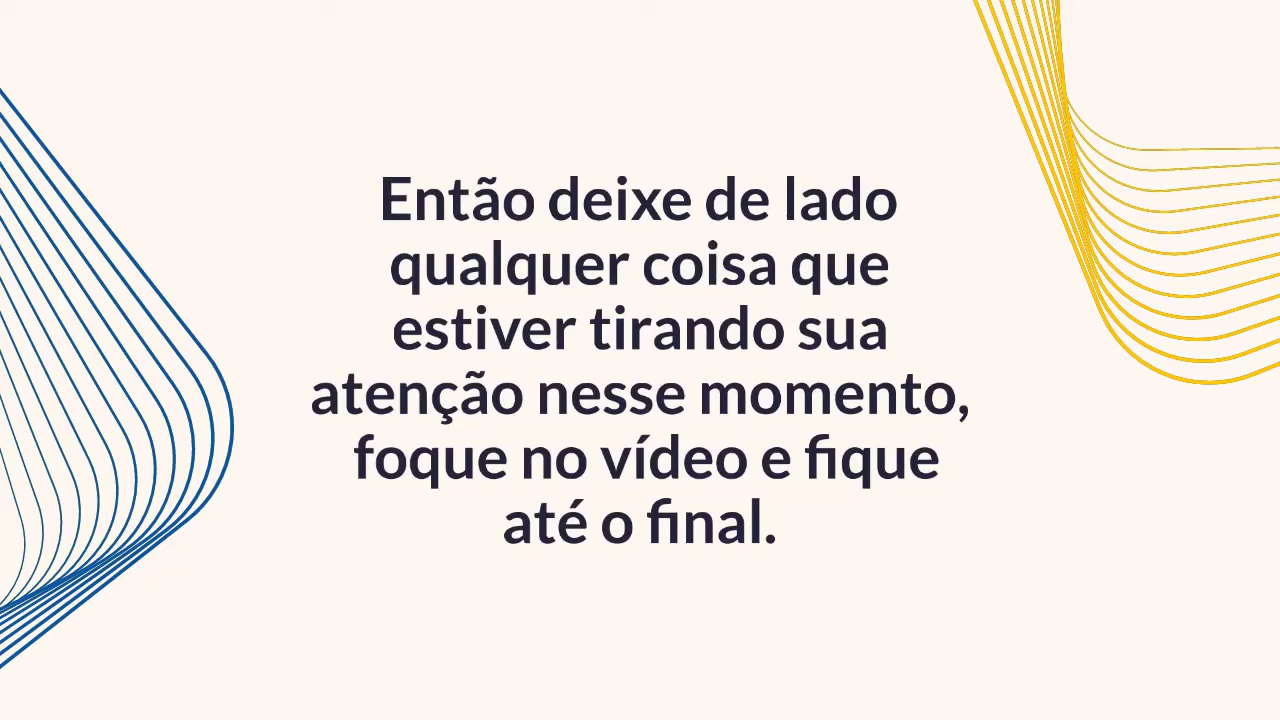 Então deixe de lado
qualquer coisa que
estiver tirando sua
atenção nesse momento,
foque no vídeo e fique
até o final.